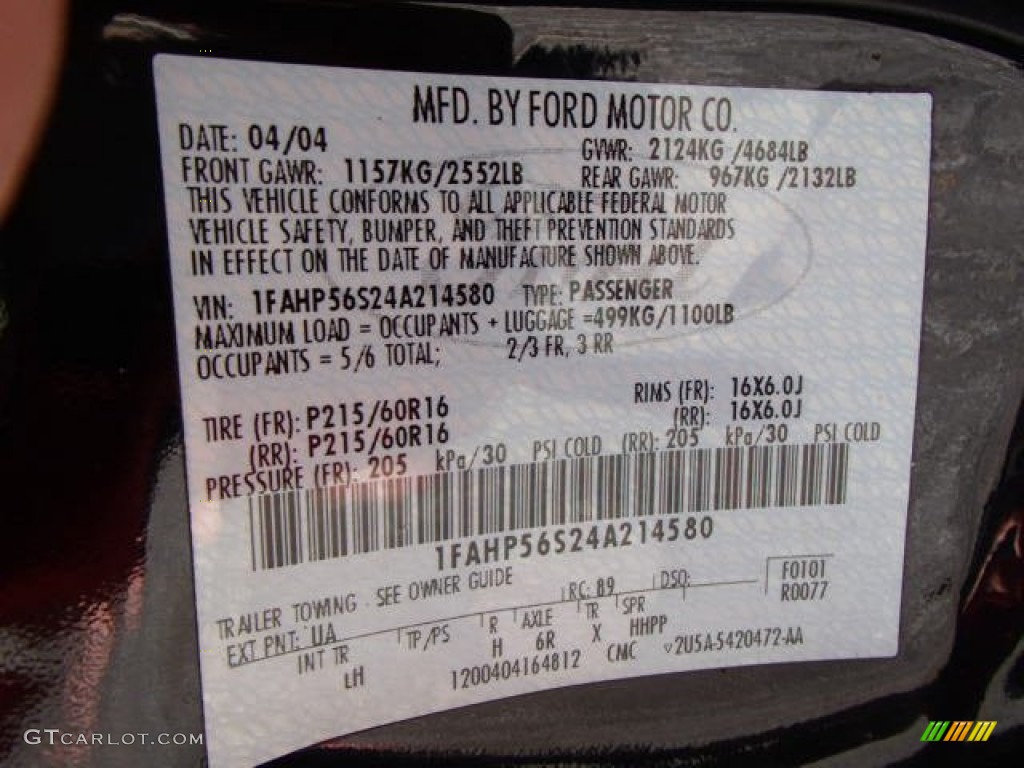 MFD. BY FORD MOTOR CO.
DATE: 04/04 GVWR: 2124KG /4684LB
FRONT GAWR: 1157KG/2552LB REAR GAWR: 967KG /2132LB
THIS VEHICLE CONFORMS TO ALL APPLICABLE FEDERAL MOTOR
VEHICLE SAFETY, BUMPER, AND THEFT PREVENTION STANDARDS
IN EFFECT ON THE DATE OF MANUFACTURE SHOWN ABOVE.
VIN: 1FAHP56S24A214580 TYPE: PASSENGER
MAXIMUM LOAD = OCCUPANTS + LUGGAGE =499KG/1100LB
OCCUPANTS = 5/6 TOTAL; 2/3 FR, 3 RR
TIRE (FR): P215/60R16 RIMS (FR): 16X6.0J
(RR): P215/60R16 (RR): 16X6.0J
PRESSURE (FR): 205 kPa/30 PSI COLD (RR): 205 kPa/30 PSI COLD
1FAHP56S24A214580
TRAILER TOWING - SEE OWNER GUIDE
EXT PNT: UA RC: 89 DSO: F0101
R0077
INT TR TP/PS R AXLE TR SPR
LH H 6R X HHPP
1200404164812 CMC ▽2U5A-5420472-AA
GTCARLOT.COM